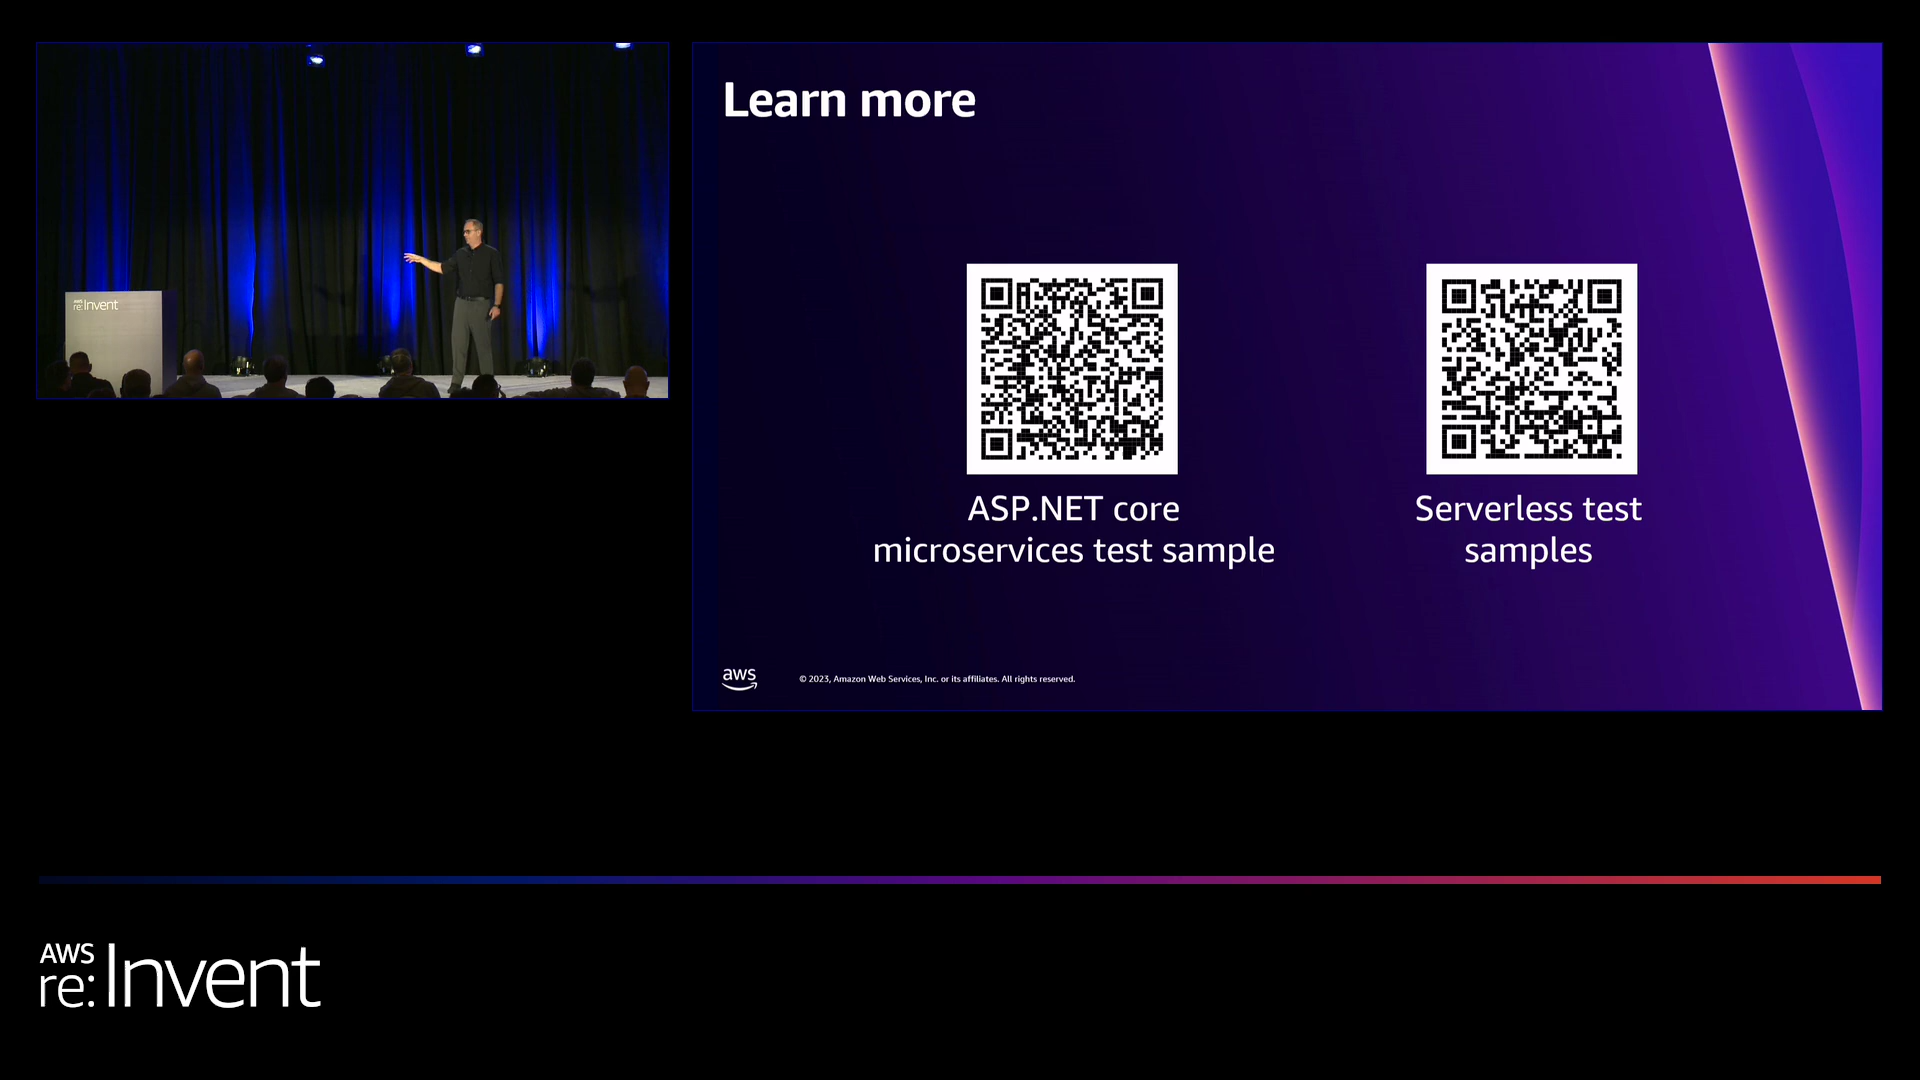 aws
re:Invent
Learn more
ASP.NET core
microservices test sample
Serverless test
samples
aws
© 2023, Amazon Web Services, Inc. or its affiliates. All rights reserved.
AWS
re:Invent